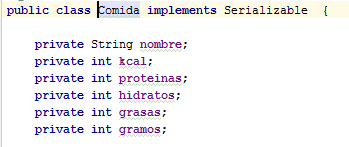 public class Comida implements Serializable {
private String nombre;
private int kcal;
private int proteinas;
private int hidratos;
private int grasas;
private int gramos;